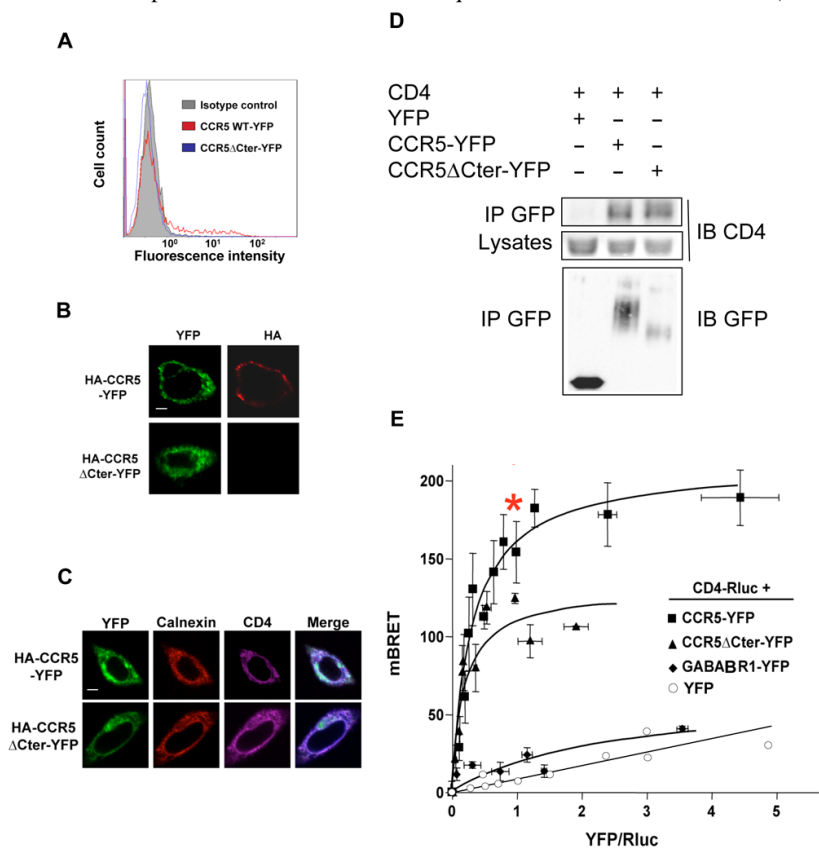 A
Isotype control
CCR5 WT-YFP
CCR5ΔCter-YFP
Cell count
10⁰ 10¹ 10²
Fluorescence intensity
B
YFP HA
HA-CCR5
-YFP
HA-CCR5
ΔCter-YFP
C
YFP Calnexin CD4 Merge
HA-CCR5
-YFP
HA-CCR5
ΔCter-YFP
D
CD4 + + +
YFP + – –
CCR5-YFP – + –
CCR5ΔCter-YFP – – +
IP GFP
Lysates
IB CD4
IP GFP IB GFP
E
200
150
100
50
0
mBRET
*
CD4-Rluc +
CCR5-YFP
CCR5ΔCter-YFP
GABABR1-YFP
YFP
0 1 2 3 4 5
YFP/Rluc